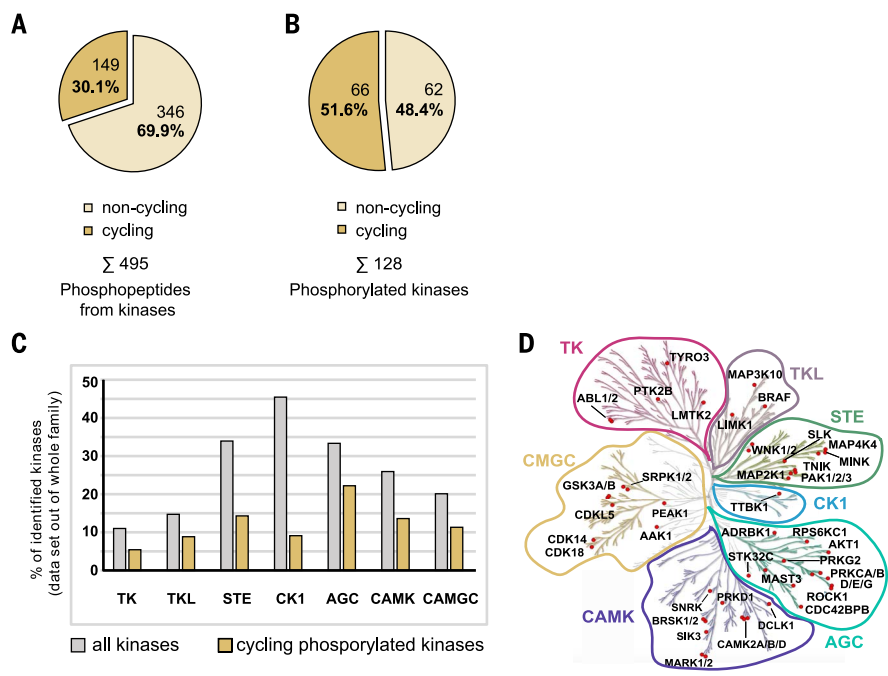 A
149
30.1%
346
69.9%
non-cycling
cycling
∑ 495
Phosphopeptides
from kinases
B
66
51.6%
62
48.4%
non-cycling
cycling
∑ 128
Phosphorylated kinases
C
% of identified kinases
(data set out of whole family)
50
40
30
20
10
0
TK
TKL
STE
CK1
AGC
CAMK
CAMGC
all kinases
cycling phosporylated kinases
D
TK
TYRO3
PTK2B
ABL1/2
LMTK2
TKL
MAP3K10
BRAF
LIMK1
STE
SLK
WNK1/2
MAP4K4
MINK
TNIK
MAP2K1
PAK1/2/3
CMGC
SRPK1/2
GSK3A/B
CDKL5
PEAK1
AAK1
CDK14
CDK18
CK1
TTBK1
ADRBK1
RPS6KC1
AKT1
STK32C
PRKG2
MAST3
PRKCA/B
D/E/G
ROCK1
CDC42BPB
AGC
CAMK
SNRK
PRKD1
BRSK1/2
DCLK1
SIK3
CAMK2A/B/D
MARK1/2